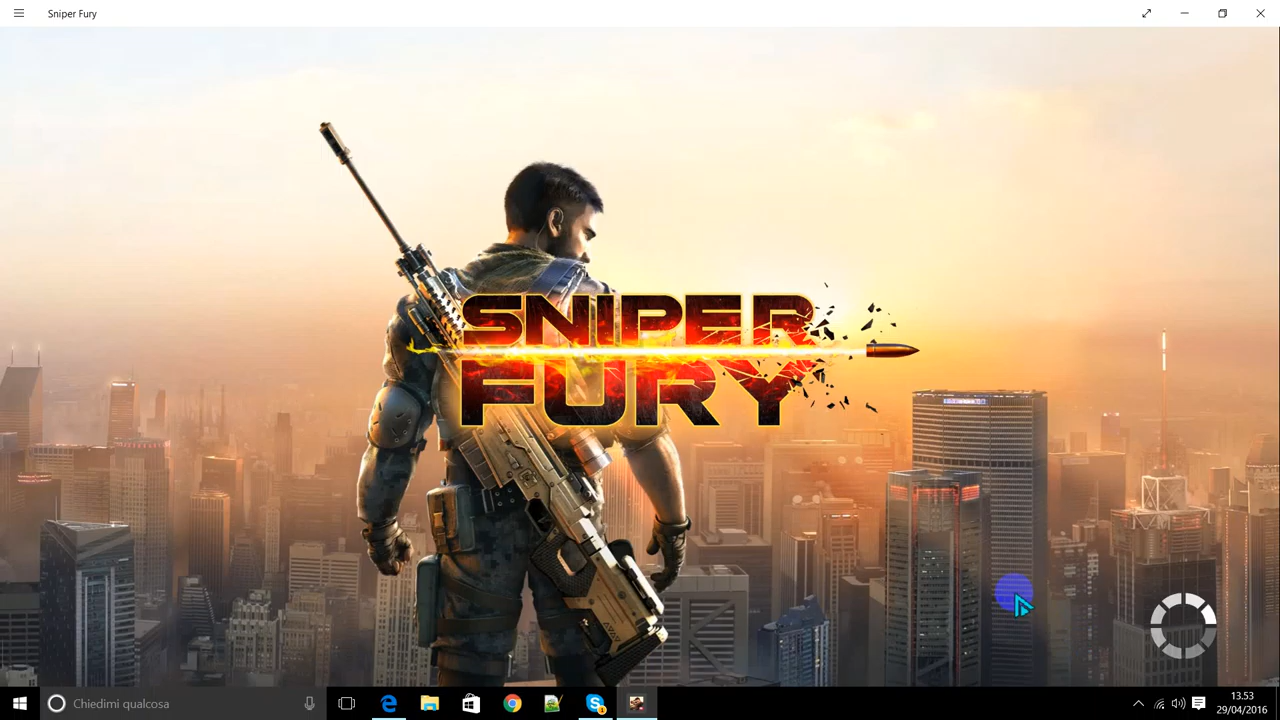 Sniper Fury
SNIPER
FURY
Chiedimi qualcosa
13.53
29/04/2016